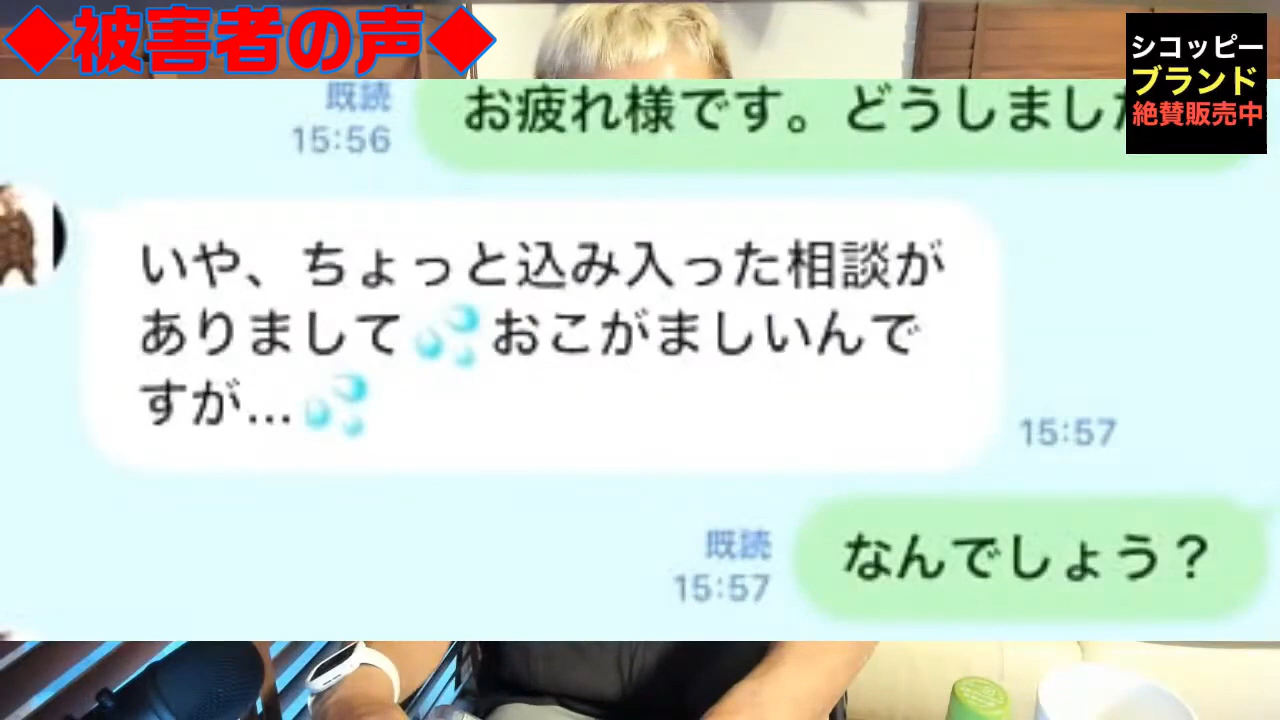 ◆被害者の声◆
シコッピー
ブランド
絶賛販売中
既読
15:56
お疲れ様です。どうしまし
いや、ちょっと込み入った相談が
ありまして💦おこがましいんで
すが...💦
15:57
既読
15:57
なんでしょう？